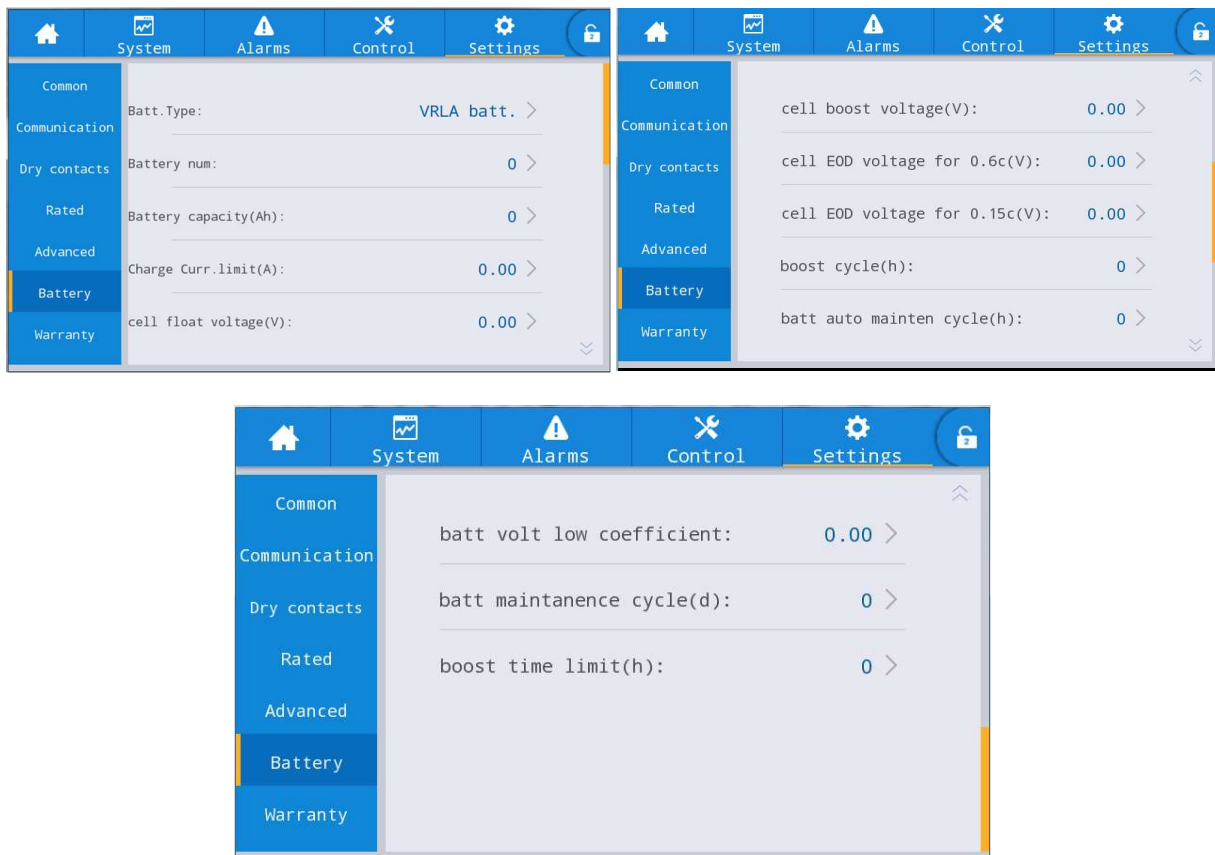 System Alarms Control Settings 2
Common
Communication
Dry contacts
Rated
Advanced
Battery
Warranty
Batt.Type: VRLA batt.
Battery num: 0
Battery capacity(Ah): 0
Charge Curr.limit(A): 0.00
cell float voltage(V): 0.00
System Alarms Control Settings 2
Common
Communication
Dry contacts
Rated
Advanced
Battery
Warranty
cell boost voltage(V): 0.00
cell EOD voltage for 0.6c(V): 0.00
cell EOD voltage for 0.15c(V): 0.00
boost cycle(h): 0
batt auto mainten cycle(h): 0
System Alarms Control Settings 2
Common
Communication
Dry contacts
Rated
Advanced
Battery
Warranty
batt volt low coefficient: 0.00
batt maintanence cycle(d): 0
boost time limit(h): 0